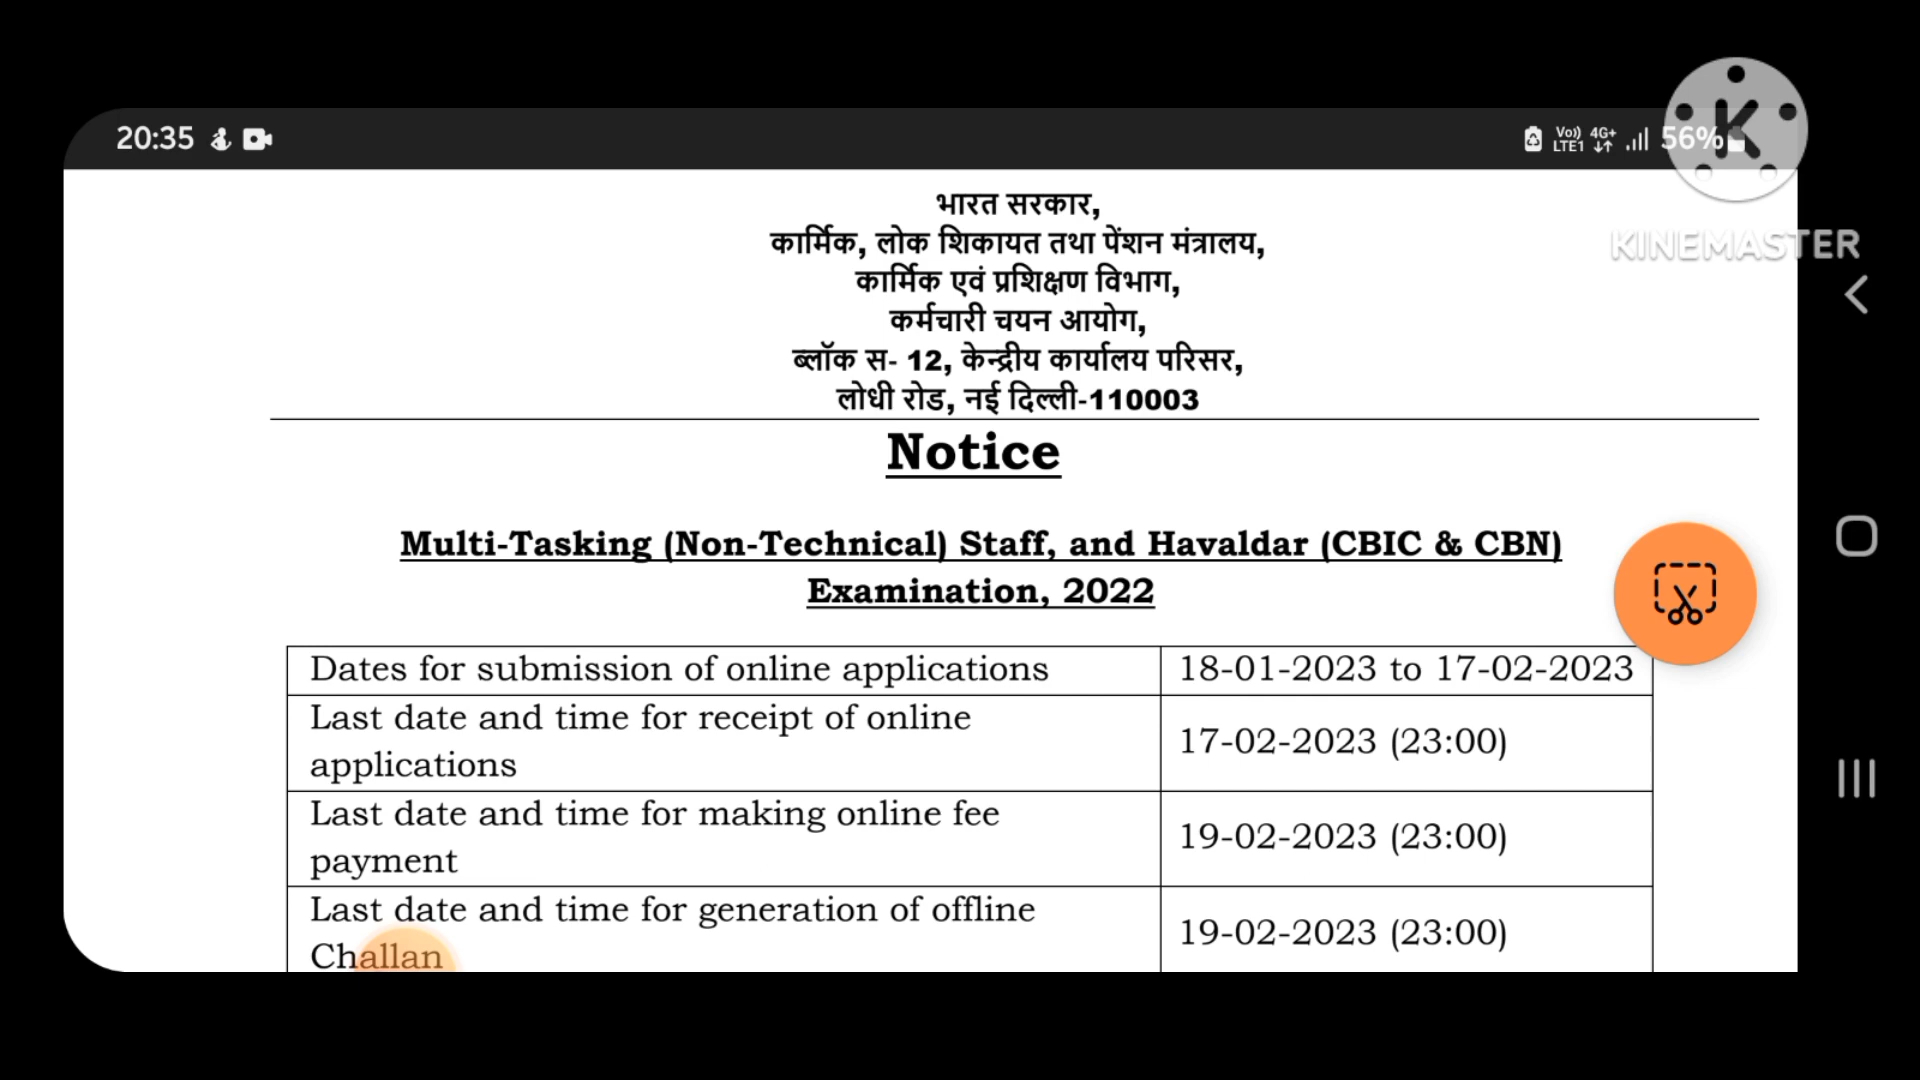 20:35
Vo)) 4G+ 56%
LTE1
K
KINEMASTER
भारत सरकार,
कार्मिक, लोक शिकायत तथा पेंशन मंत्रालय,
कार्मिक एवं प्रशिक्षण विभाग,
कर्मचारी चयन आयोग,
ब्लॉक स- 12, केन्द्रीय कार्यालय परिसर,
लोधी रोड, नई दिल्ली-110003
Notice
Multi-Tasking (Non-Technical) Staff, and Havaldar (CBIC & CBN)
Examination, 2022
Dates for submission of online applications 18-01-2023 to 17-02-2023
Last date and time for receipt of online
applications 17-02-2023 (23:00)
Last date and time for making online fee
payment 19-02-2023 (23:00)
Last date and time for generation of offline
Challan 19-02-2023 (23:00)